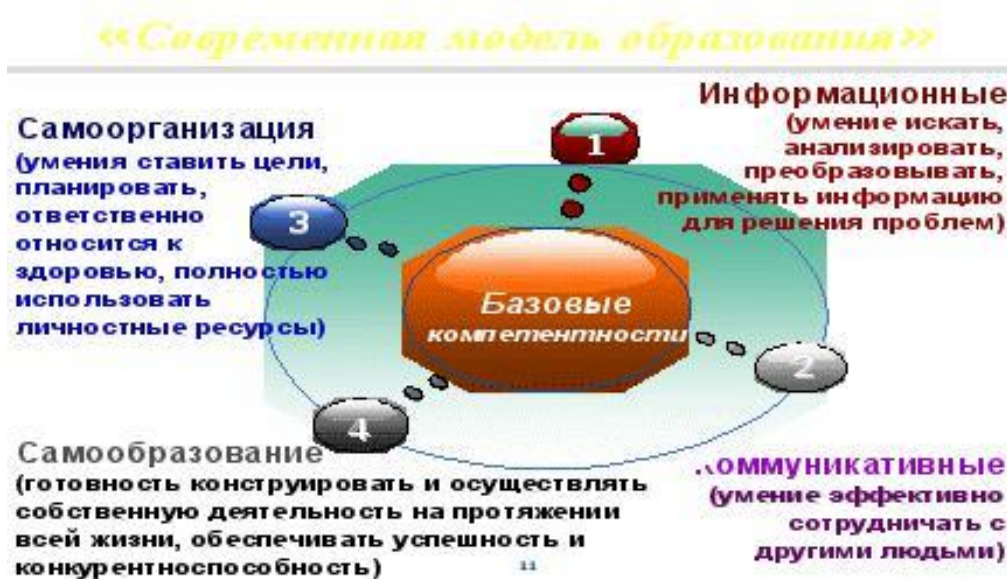 «Современная модель образования»
Информационные
(умение искать,
анализировать,
преобразовывать,
применять информацию
для решения проблем)
Самоорганизация
(умения ставить цели,
планировать,
ответственно
относится к
здоровью, полностью
использовать
личностные ресурсы)
1
3
Базовые
компетентности
2
4
Самообразование
(готовность конструировать и осуществлять
собственную деятельность на протяжении
всей жизни, обеспечивать успешность и
конкурентноспособность)
.оммуникативные
(умение эффективно
сотрудничать с
другими людьми)
11